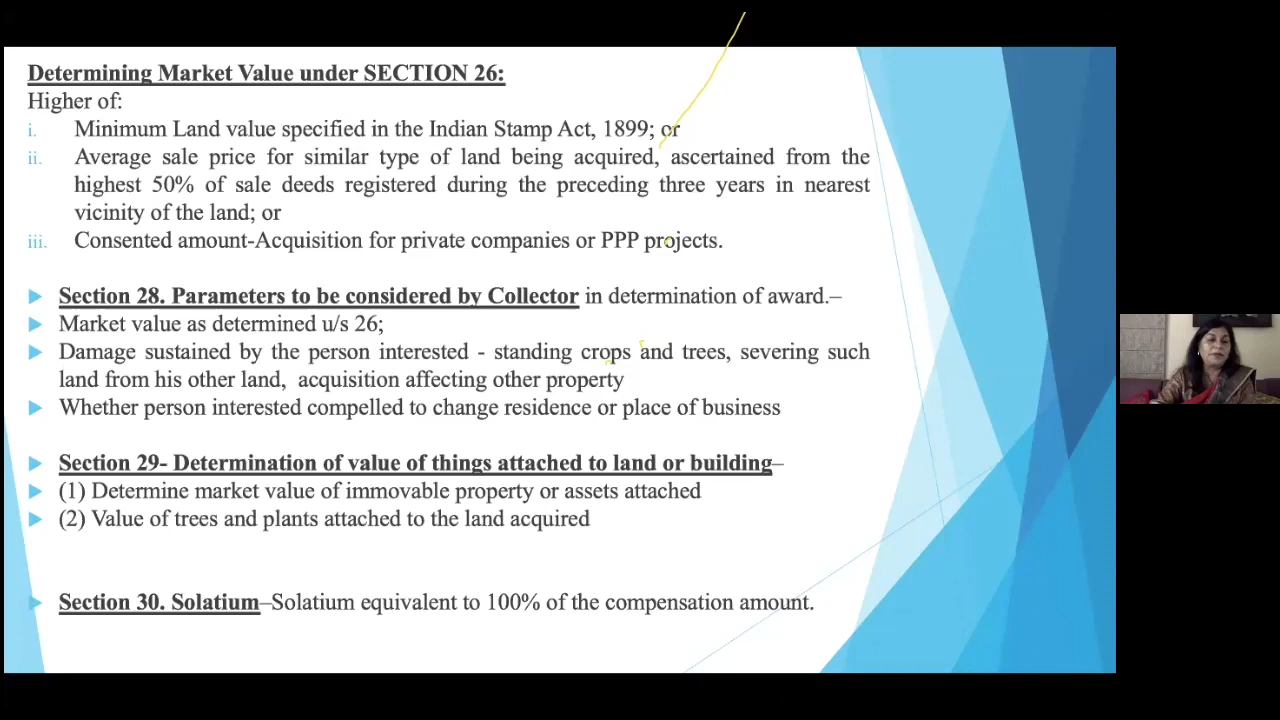 Determining Market Value under SECTION 26:
Higher of:
i. Minimum Land value specified in the Indian Stamp Act, 1899; or
ii. Average sale price for similar type of land being acquired, ascertained from the
highest 50% of sale deeds registered during the preceding three years in nearest
vicinity of the land; or
iii. Consented amount-Acquisition for private companies or PPP projects.
Section 28. Parameters to be considered by Collector in determination of award.–
Market value as determined u/s 26;
Damage sustained by the person interested - standing crops and trees, severing such
land from his other land, acquisition affecting other property
Whether person interested compelled to change residence or place of business
Section 29- Determination of value of things attached to land or building–
(1) Determine market value of immovable property or assets attached
(2) Value of trees and plants attached to the land acquired
Section 30. Solatium–Solatium equivalent to 100% of the compensation amount.